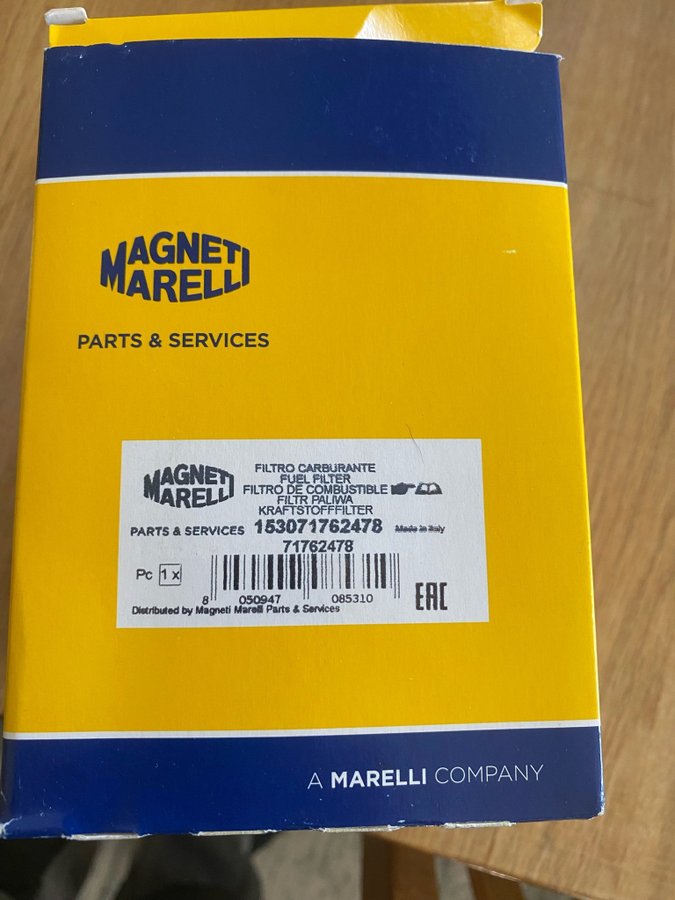 MAGNETI
MARELLI
PARTS & SERVICES
MAGNETI
MARELLI
PARTS & SERVICES
FILTRO CARBURANTE
FUEL FILTER
FILTRO DE COMBUSTIBLE
FILTR PALIWA
KRAFTSTOFFFILTER
153071762478 Made in Italy
71762478
Pc 1 x
8 050947 085310
EAC
Distributed by Magneti Marelli Parts & Services
A MARELLI COMPANY